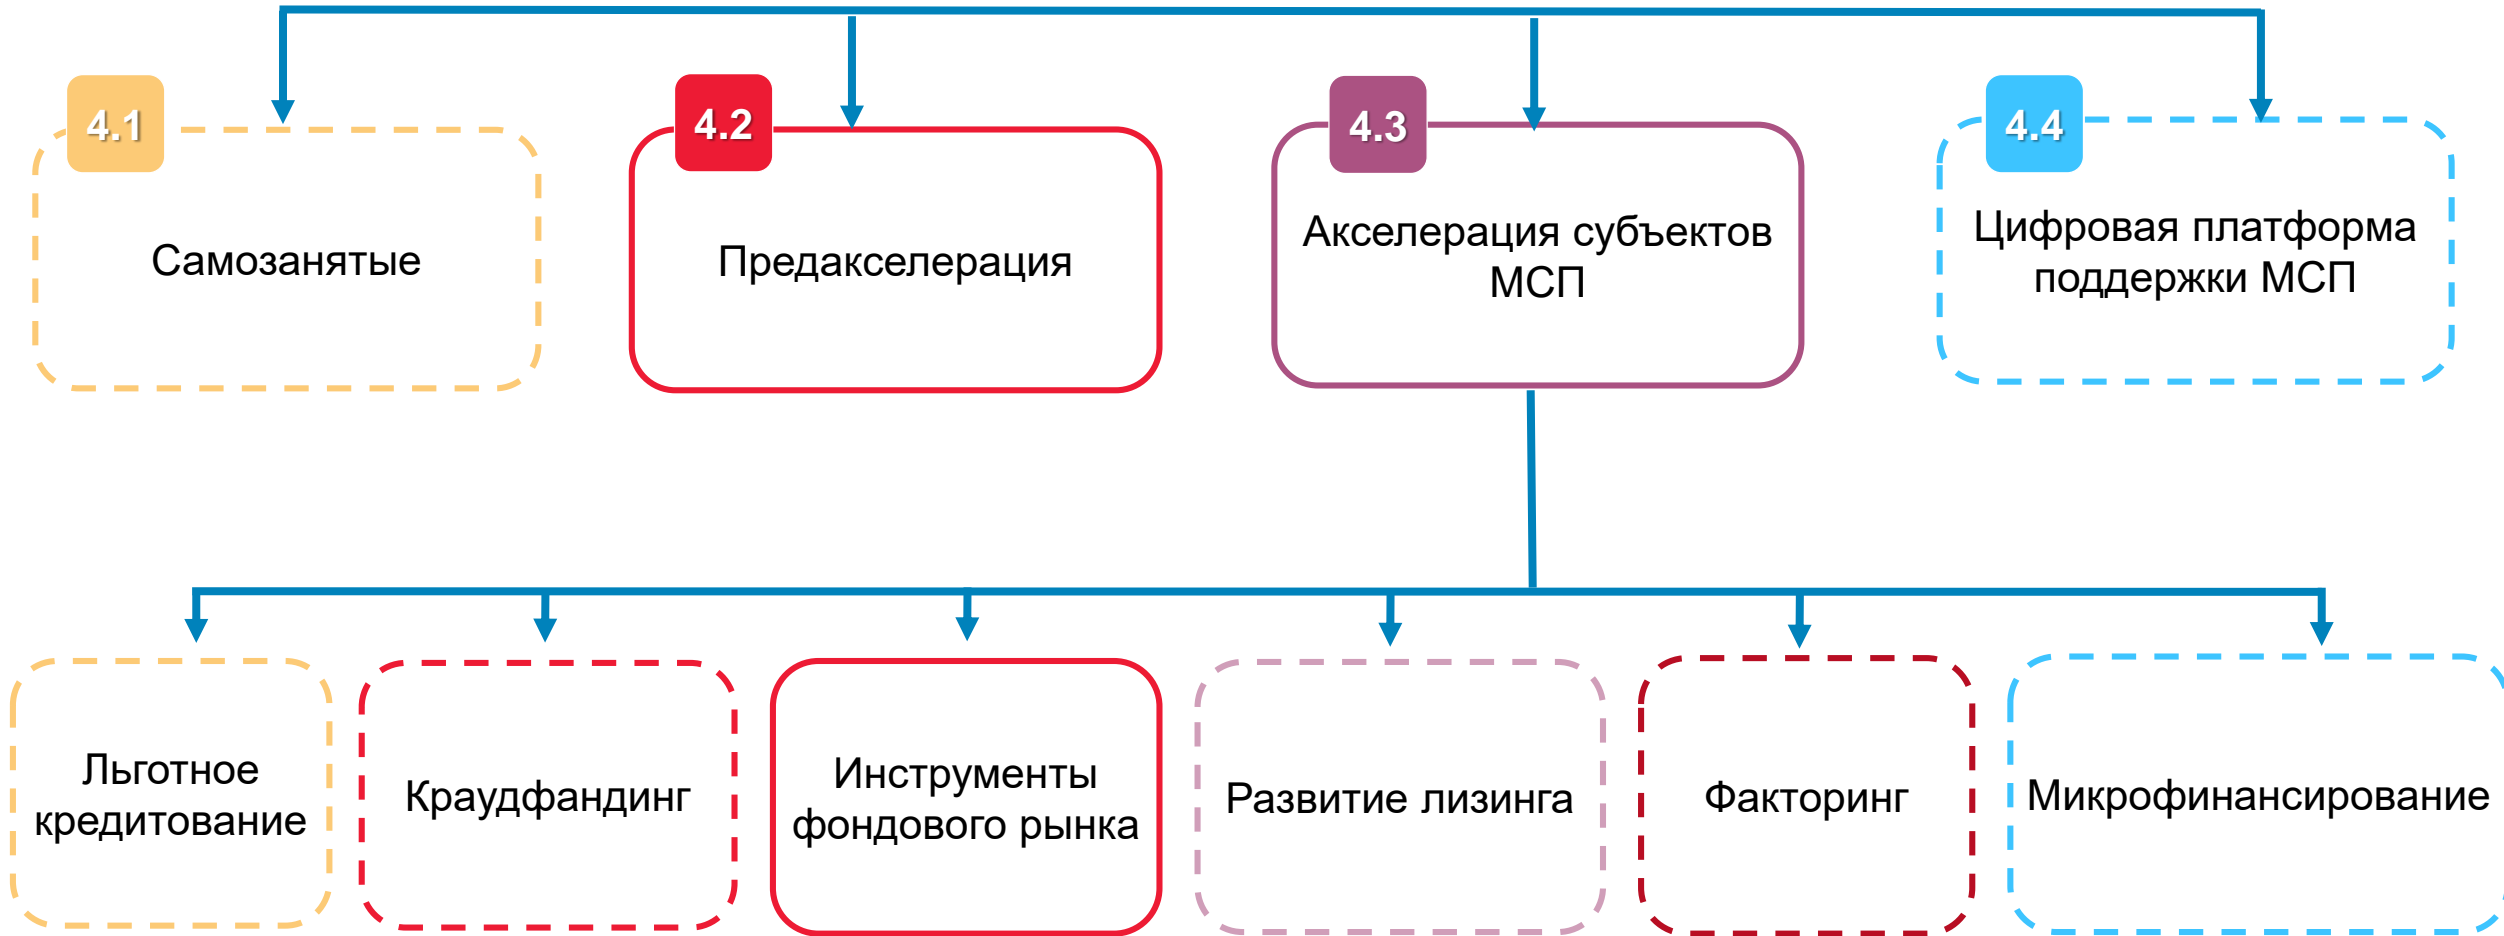 4.1
Самозанятые
4.2
Предакселерация
4.3
Акселерация субъектов
МСП
4.4
Цифровая платформа
поддержки МСП
Льготное
кредитование
Краудфандинг
Инструменты
фондового рынка
Развитие лизинга
Факторинг
Микрофинансирование